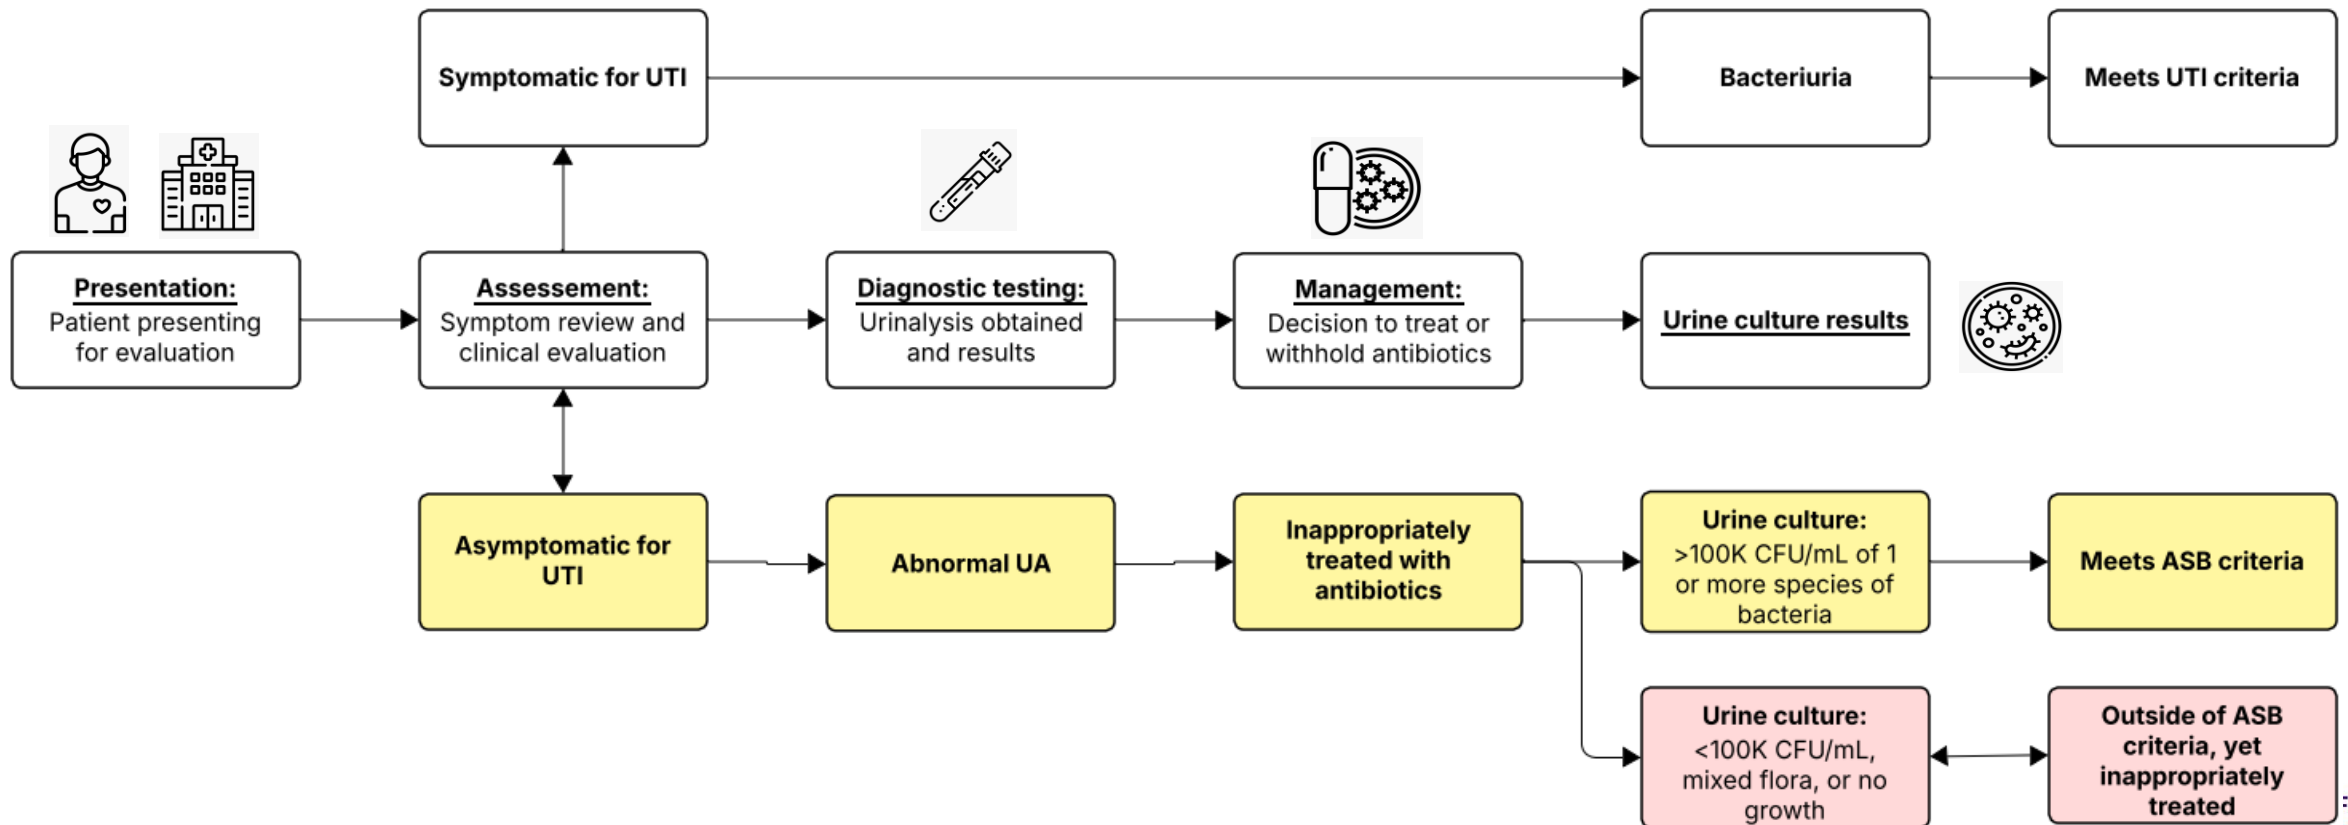 Symptomatic for UTI
Bacteriuria
Meets UTI criteria
Presentation:
Patient presenting
for evaluation
Assessement:
Symptom review and
clinical evaluation
Diagnostic testing:
Urinalysis obtained
and results
Management:
Decision to treat or
withhold antibiotics
Urine culture results
Asymptomatic for
UTI
Abnormal UA
Inappropriately
treated with
antibiotics
Urine culture:
>100K CFU/mL of 1
or more species of
bacteria
Meets ASB criteria
Urine culture:
<100K CFU/mL,
mixed flora, or no
growth
Outside of ASB
criteria, yet
inappropriately
treated